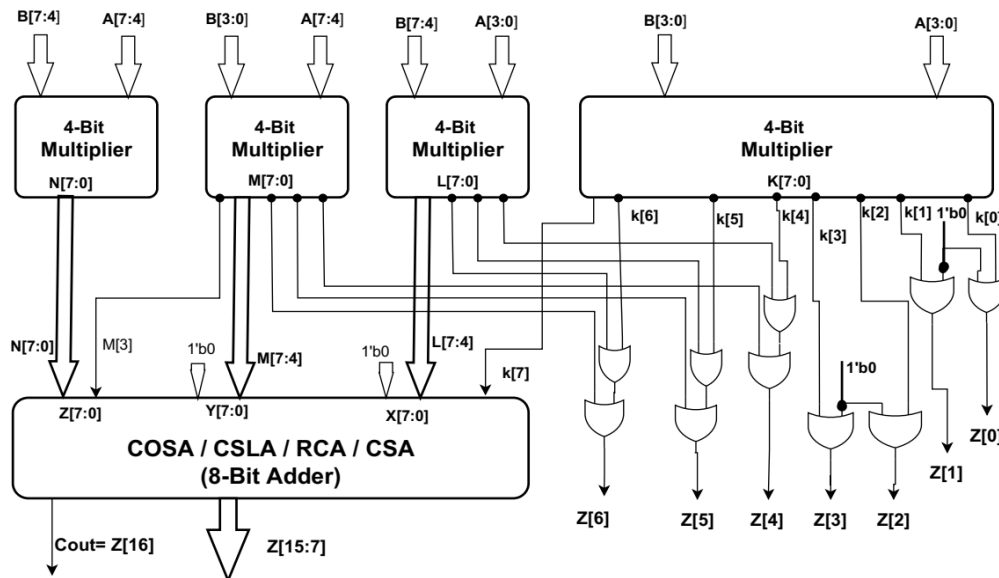 B[7:4] A[7:4] B[3:0] A[7:4] B[7:4] A[3:0] B[3:0] A[3:0]
4-Bit Multiplier
N[7:0]
4-Bit Multiplier
M[7:0]
4-Bit Multiplier
L[7:0]
4-Bit Multiplier
K[7:0]
k[6] k[5] k[4] k[3] k[2] k[1] 1'b0 k[0]
N[7:0] M[3] 1'b0 M[7:4] 1'b0 L[7:4] k[7] 1'b0
Z[7:0] Y[7:0] X[7:0]
COSA / CSLA / RCA / CSA
(8-Bit Adder)
Cout= Z[16] Z[15:7]
Z[6] Z[5] Z[4] Z[3] Z[2] Z[1] Z[0]